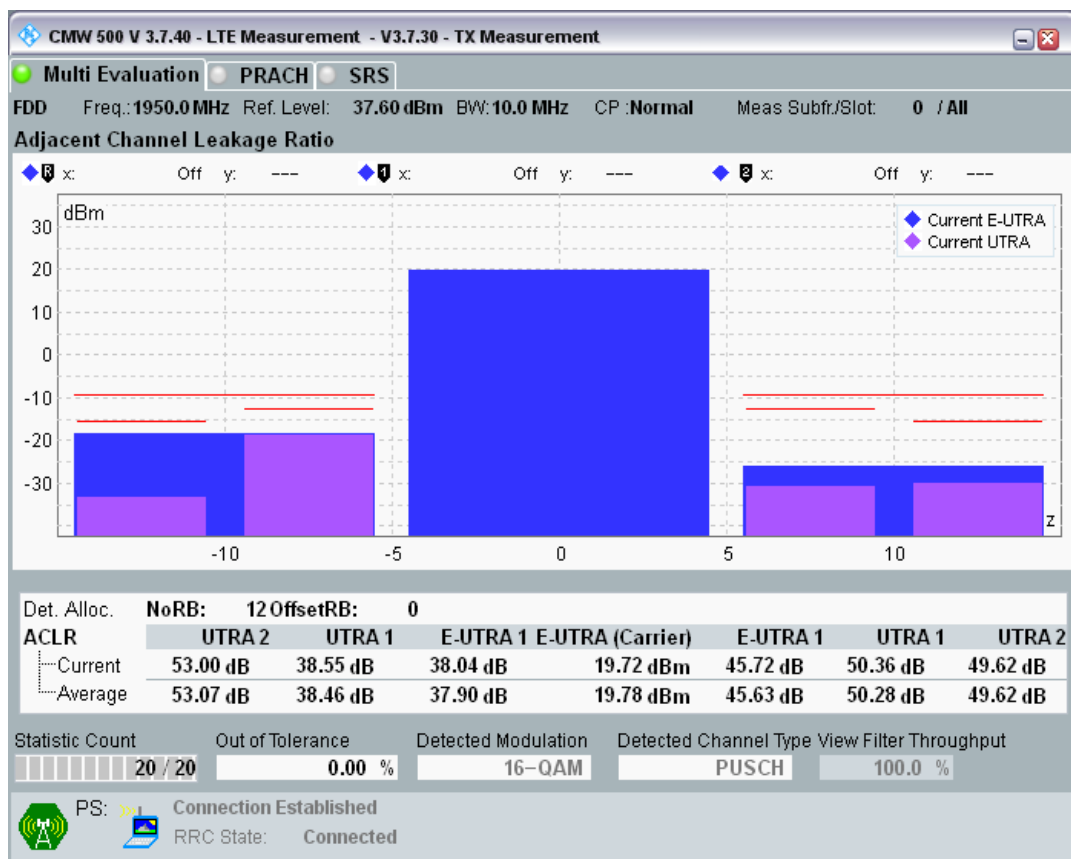 CMW 500 V 3.7.40 - LTE Measurement - V3.7.30 - TX Measurement
Multi Evaluation PRACH SRS
FDD Freq.: 1950.0 MHz Ref. Level: 37.60 dBm BW: 10.0 MHz CP :Normal Meas Subfr./Slot: 0 / All
Adjacent Channel Leakage Ratio
R x: Off y: --- 1 x: Off y: --- 2 x: Off y: ---
dBm
Current E-UTRA
Current UTRA
30
20
10
0
-10
-20
-30
z
-10 -5 0 5 10
Det. Alloc. NoRB: 12 OffsetRB: 0
ACLR UTRA 2 UTRA 1 E-UTRA 1 E-UTRA (Carrier) E-UTRA 1 UTRA 1 UTRA 2
Current 53.00 dB 38.55 dB 38.04 dB 19.72 dBm 45.72 dB 50.36 dB 49.62 dB
Average 53.07 dB 38.46 dB 37.90 dB 19.78 dBm 45.63 dB 50.28 dB 49.62 dB
Statistic Count Out of Tolerance Detected Modulation Detected Channel Type View Filter Throughput
20 / 20 0.00 % 16-QAM PUSCH 100.0 %
PS: Connection Established
RRC State: Connected